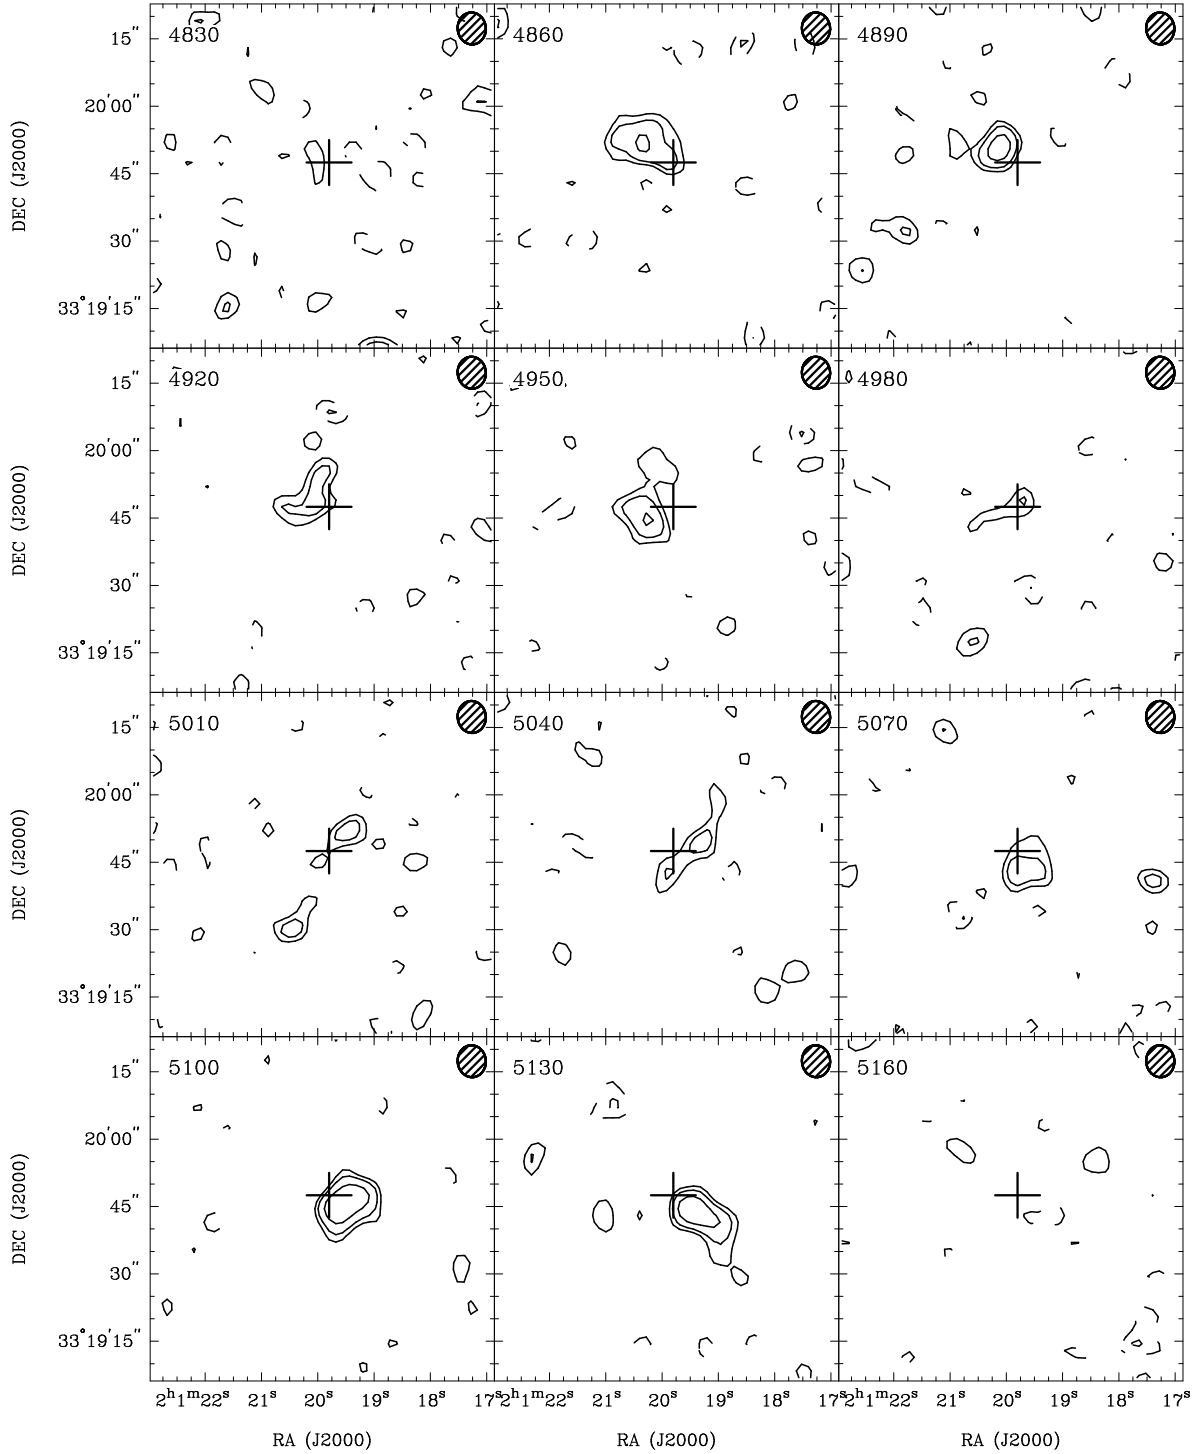 4830 4860 4890
15″
20′00″
45″
30″
33°19′15″
DEC (J2000)
4920 4950 4980
15″
20′00″
45″
30″
33°19′15″
DEC (J2000)
5010 5040 5070
15″
20′00″
45″
30″
33°19′15″
DEC (J2000)
5100 5130 5160
15″
20′00″
45″
30″
33°19′15″
DEC (J2000)
2h1m22s 21s 20s 19s 18s 17s 2h1m22s 21s 20s 19s 18s 17s 2h1m22s 21s 20s 19s 18s 17s
RA (J2000) RA (J2000) RA (J2000)